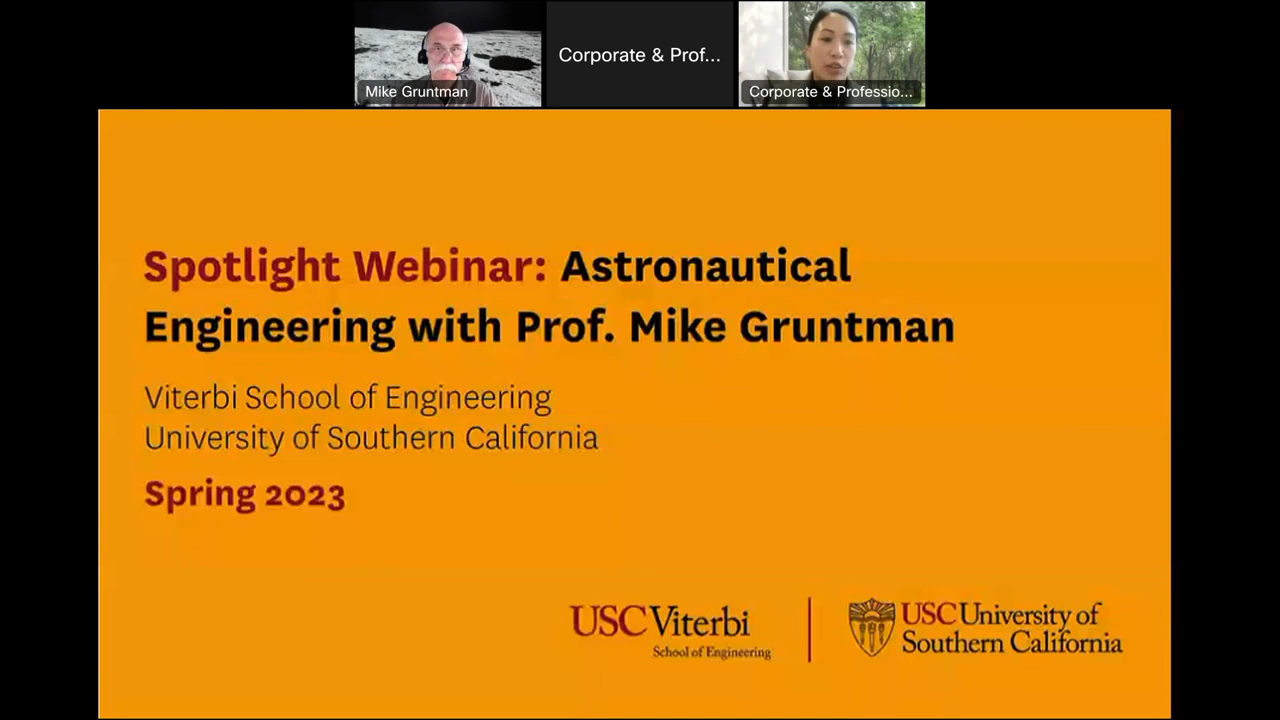 Mike Gruntman
Corporate & Prof...
Corporate & Professio...
Spotlight Webinar: Astronautical
Engineering with Prof. Mike Gruntman
Viterbi School of Engineering
University of Southern California
Spring 2023
USC Viterbi
School of Engineering
USC University of
Southern California